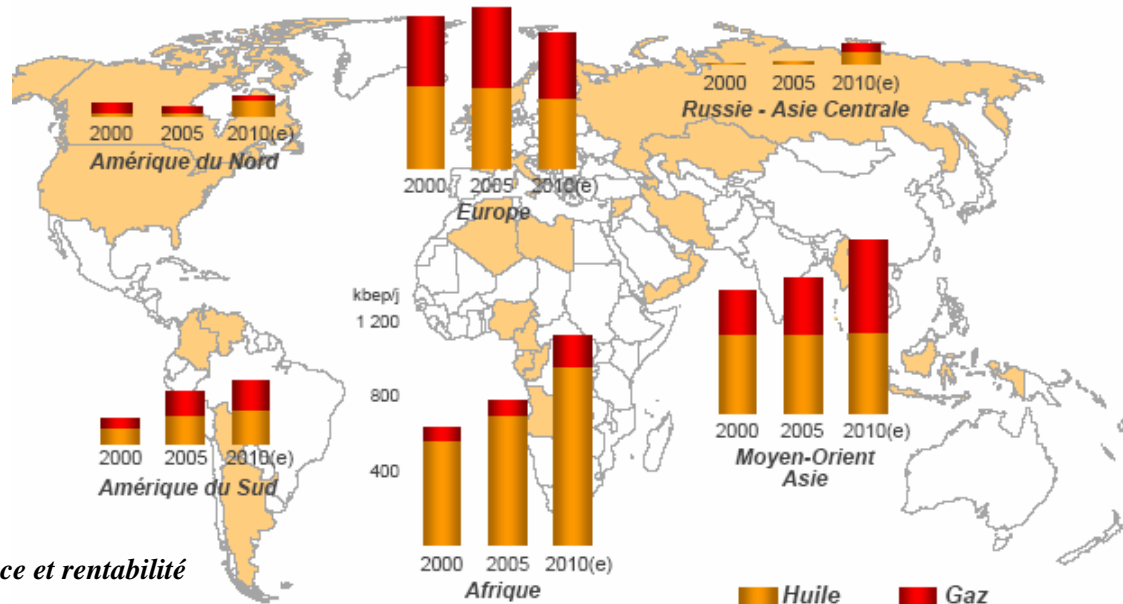 2000 2005 2010(e)
Amérique du Nord
2000 2005 2010(e)
Europe
2000 2005 2010(e)
Russie - Asie Centrale
kbep/j
1 200
800
400
2000 2005 2010(e)
Amérique du Sud
2000 2005 2010(e)
Afrique
2000 2005 2010(e)
Moyen-Orient
Asie
ce et rentabilité
Huile Gaz